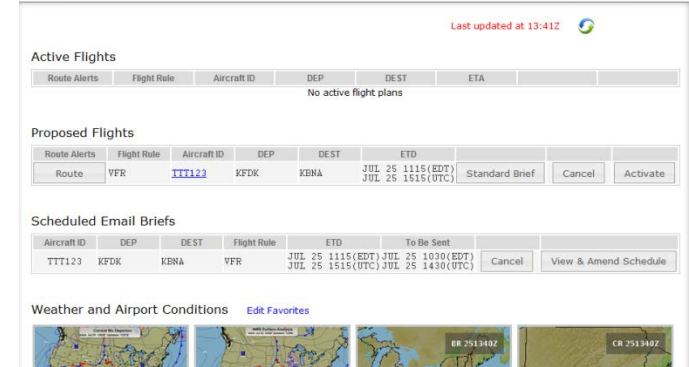 Last updated at 13:41Z
Active Flights
Route Alerts Flight Rule Aircraft ID DEP DEST ETA
No active flight plans
Proposed Flights
Route Alerts Flight Rule Aircraft ID DEP DEST ETD
Route VFR TTT123 KFDK KBNA JUL 25 1115(EDT) Standard Brief Cancel Activate
JUL 25 1515(UTC)
Scheduled Email Briefs
Aircraft ID DEP DEST Flight Rule ETD To Be Sent
TTT123 KFDK KBNA VFR JUL 25 1115(EDT) JUL 25 1030(EDT) Cancel View & Amend Schedule
JUL 25 1515(UTC) JUL 25 1430(UTC)
Weather and Airport Conditions Edit Favorites
BR 251340Z CR 251340Z